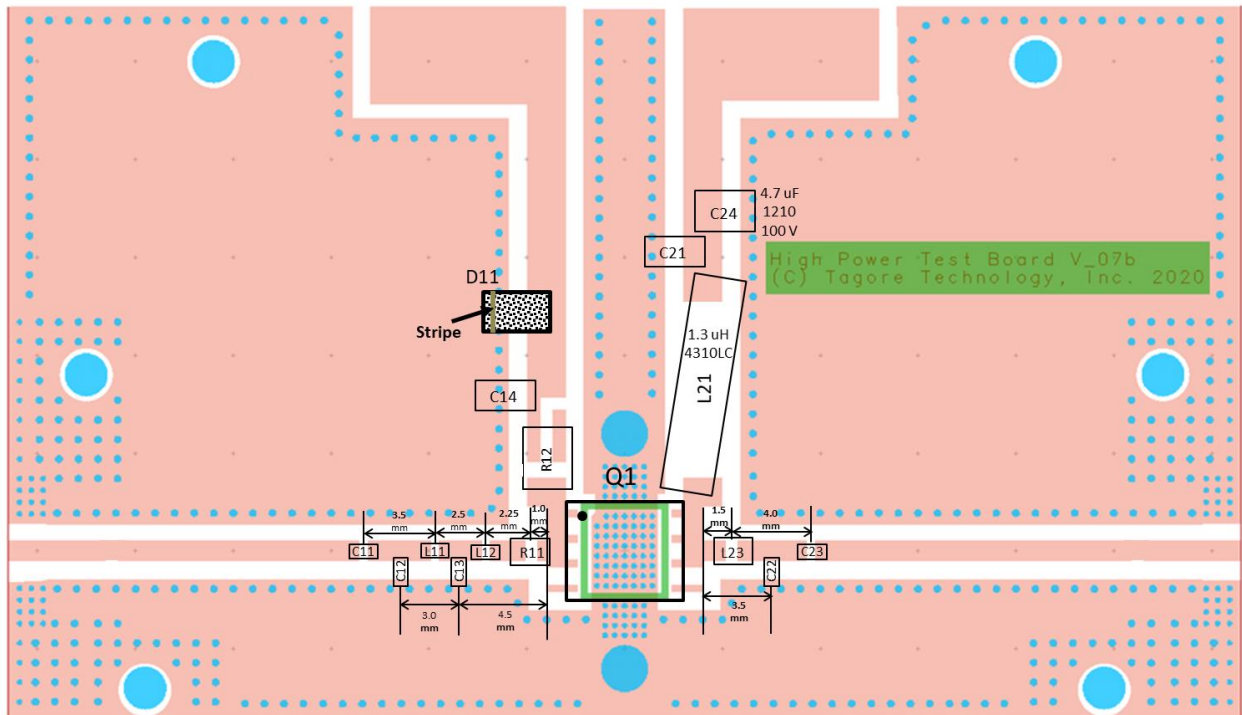 4.7 uF
C24
1210
100 V
C21
High Power Test Board V_07b
(C) Tagore Technology, Inc. 2020
D11
Stripe
1.3 uH
4310LC
L21
C14
R12
Q1
3.5
mm
2.5
mm
2.25
mm
1.0
mm
1.5
mm
4.0
mm
C11
L11
L12
R11
L23
C23
C12
C13
C22
3.0
mm
4.5
mm
3.5
mm